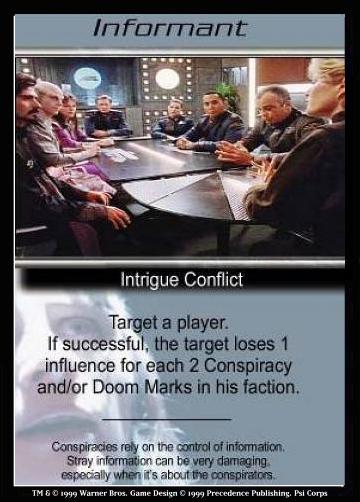 Informant
Intrigue Conflict
Target a player.
If successful, the target loses 1
influence for each 2 Conspiracy
and/or Doom Marks in his faction.
Conspiracies rely on the control of information.
Stray information can be very damaging,
especially when it's about the conspirators.
TM & © 1999 Warner Bros. Game Design © 1999 Precedence Publishing. Psi Corps